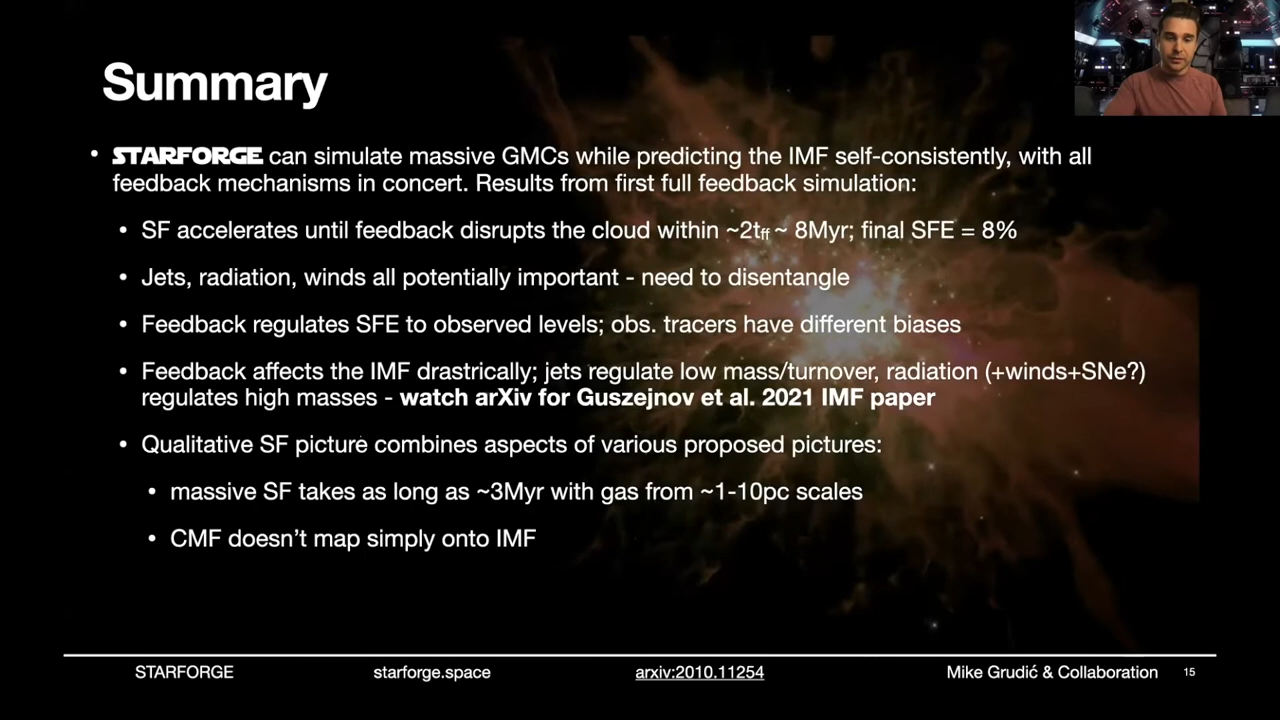 Summary
• STARFORGE can simulate massive GMCs while predicting the IMF self-consistently, with all
feedback mechanisms in concert. Results from first full feedback simulation:
• SF accelerates until feedback disrupts the cloud within ~2tff ~ 8Myr; final SFE = 8%
• Jets, radiation, winds all potentially important - need to disentangle
• Feedback regulates SFE to observed levels; obs. tracers have different biases
• Feedback affects the IMF drastically; jets regulate low mass/turnover, radiation (+winds+SNe?)
regulates high masses - watch arXiv for Guszejnov et al. 2021 IMF paper
• Qualitative SF picture combines aspects of various proposed pictures:
• massive SF takes as long as ~3Myr with gas from ~1-10pc scales
• CMF doesn’t map simply onto IMF
STARFORGE starforge.space arxiv:2010.11254 Mike Grudić & Collaboration 15